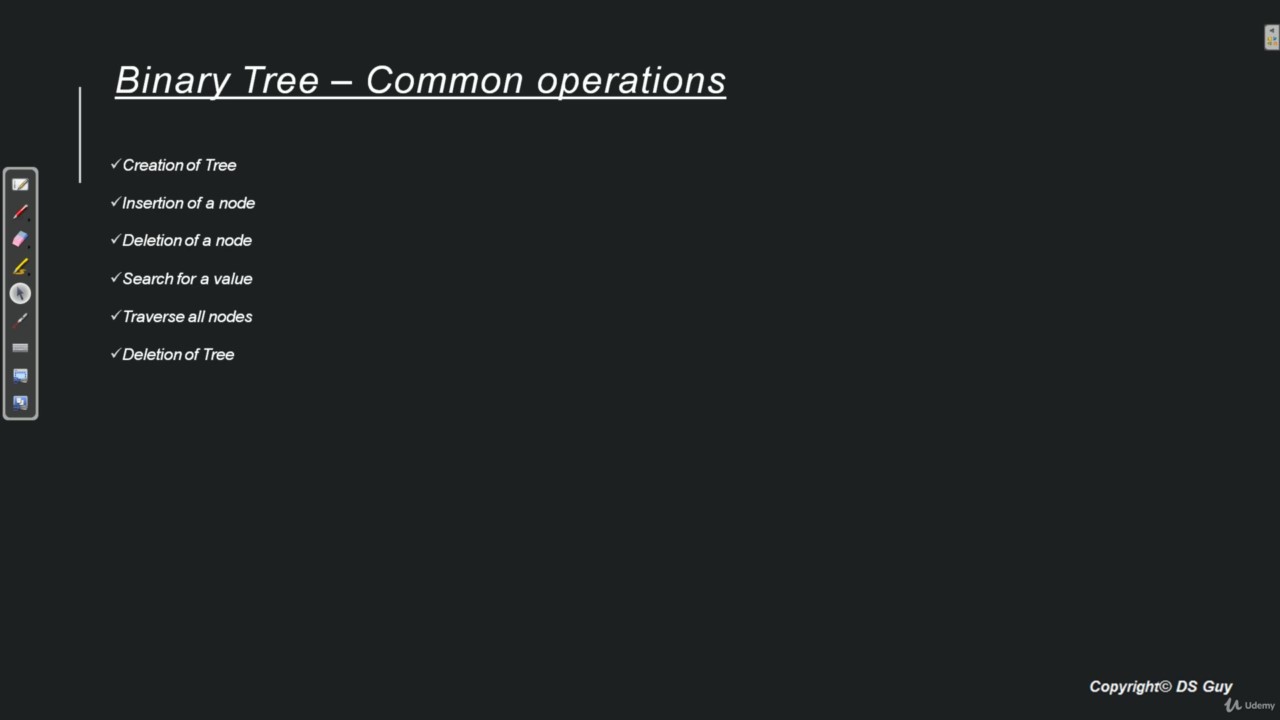 Binary Tree – Common operations
✓Creation of Tree
✓Insertion of a node
✓Deletion of a node
✓Search for a value
✓Traverse all nodes
✓Deletion of Tree
Copyright© DS Guy
Udemy